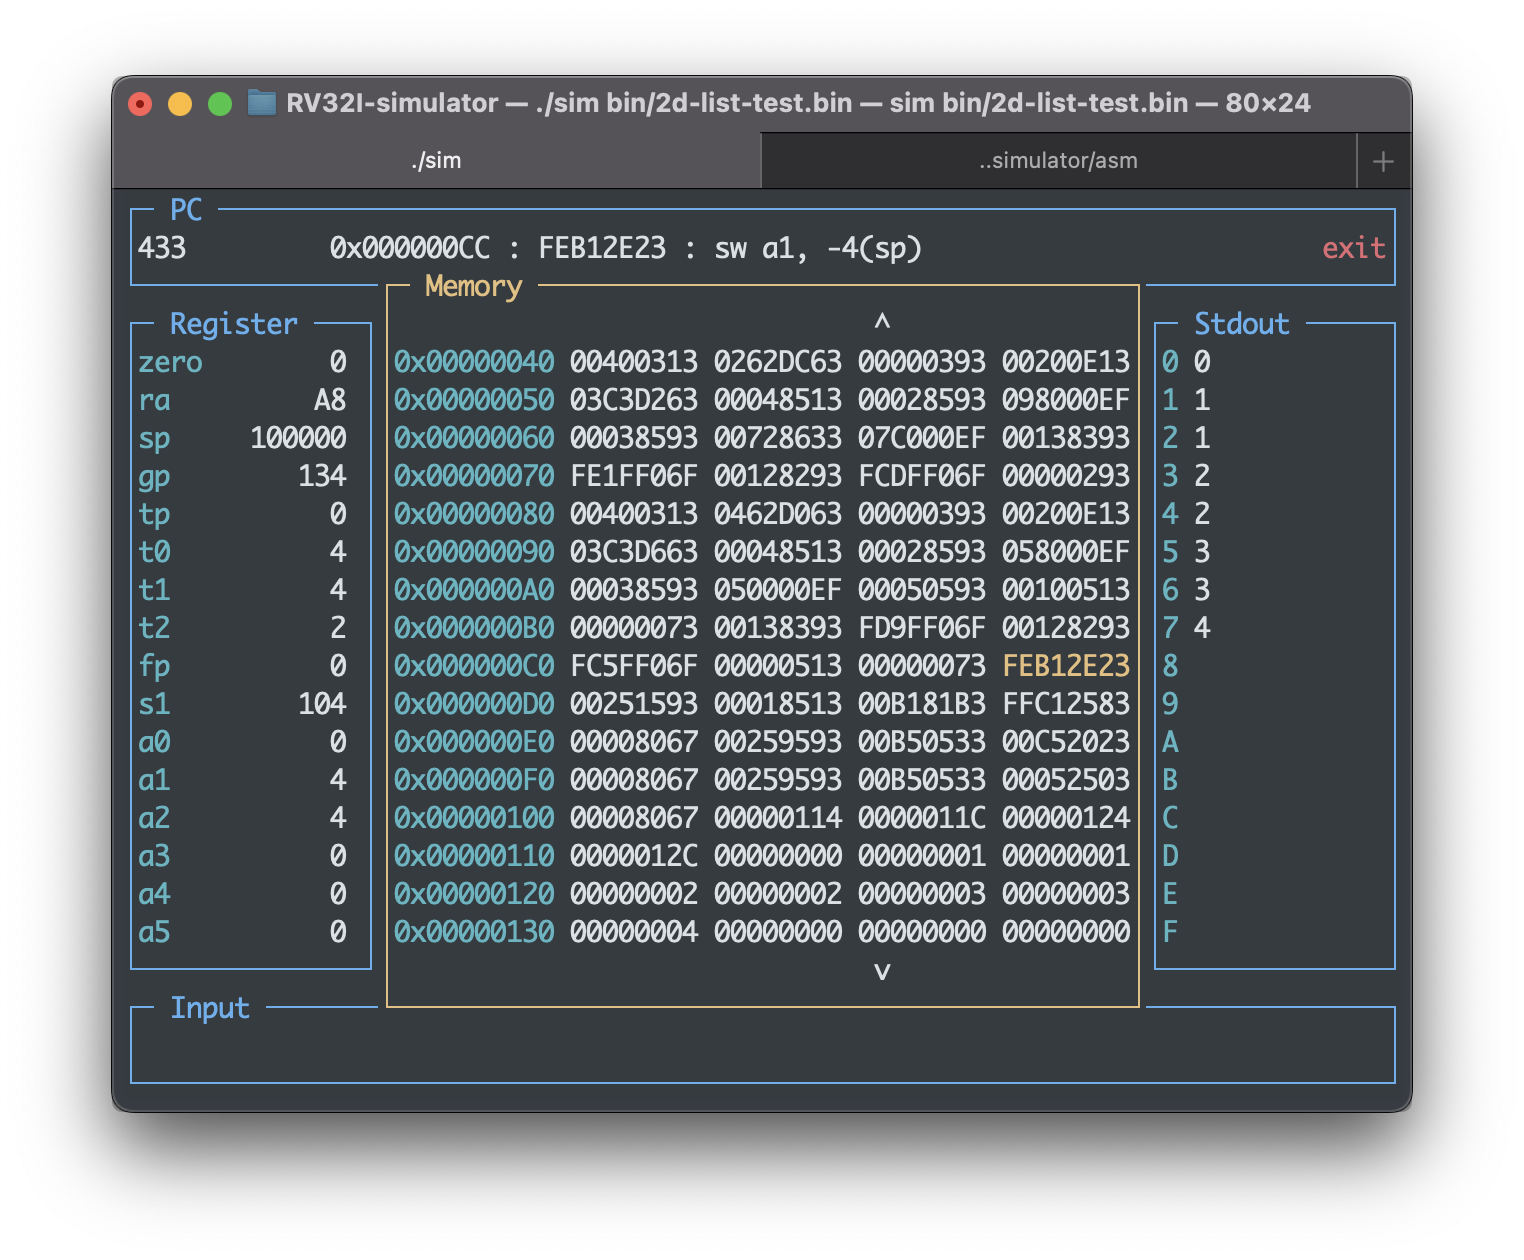 RV32I-simulator — ./sim bin/2d-list-test.bin — sim bin/2d-list-test.bin — 80×24
./sim
..simulator/asm
+
PC
433 0x000000CC : FEB12E23 : sw a1, -4(sp) exit
Register
zero 0
ra A8
sp 100000
gp 134
tp 0
t0 4
t1 4
t2 2
fp 0
s1 104
a0 0
a1 4
a2 4
a3 0
a4 0
a5 0
Memory
^
0x00000040 00400313 0262DC63 00000393 00200E13
0x00000050 03C3D263 00048513 00028593 098000EF
0x00000060 00038593 00728633 07C000EF 00138393
0x00000070 FE1FF06F 00128293 FCDFF06F 00000293
0x00000080 00400313 0462D063 00000393 00200E13
0x00000090 03C3D663 00048513 00028593 058000EF
0x000000A0 00038593 050000EF 00050593 00100513
0x000000B0 00000073 00138393 FD9FF06F 00128293
0x000000C0 FC5FF06F 00000513 00000073 FEB12E23
0x000000D0 00251593 00018513 00B181B3 FFC12583
0x000000E0 00008067 00259593 00B50533 00C52023
0x000000F0 00008067 00259593 00B50533 00052503
0x00000100 00008067 00000114 0000011C 00000124
0x00000110 0000012C 00000000 00000001 00000001
0x00000120 00000002 00000002 00000003 00000003
0x00000130 00000004 00000000 00000000 00000000
v
Stdout
0 0
1 1
2 1
3 2
4 2
5 3
6 3
7 4
8
9
A
B
C
D
E
F
Input